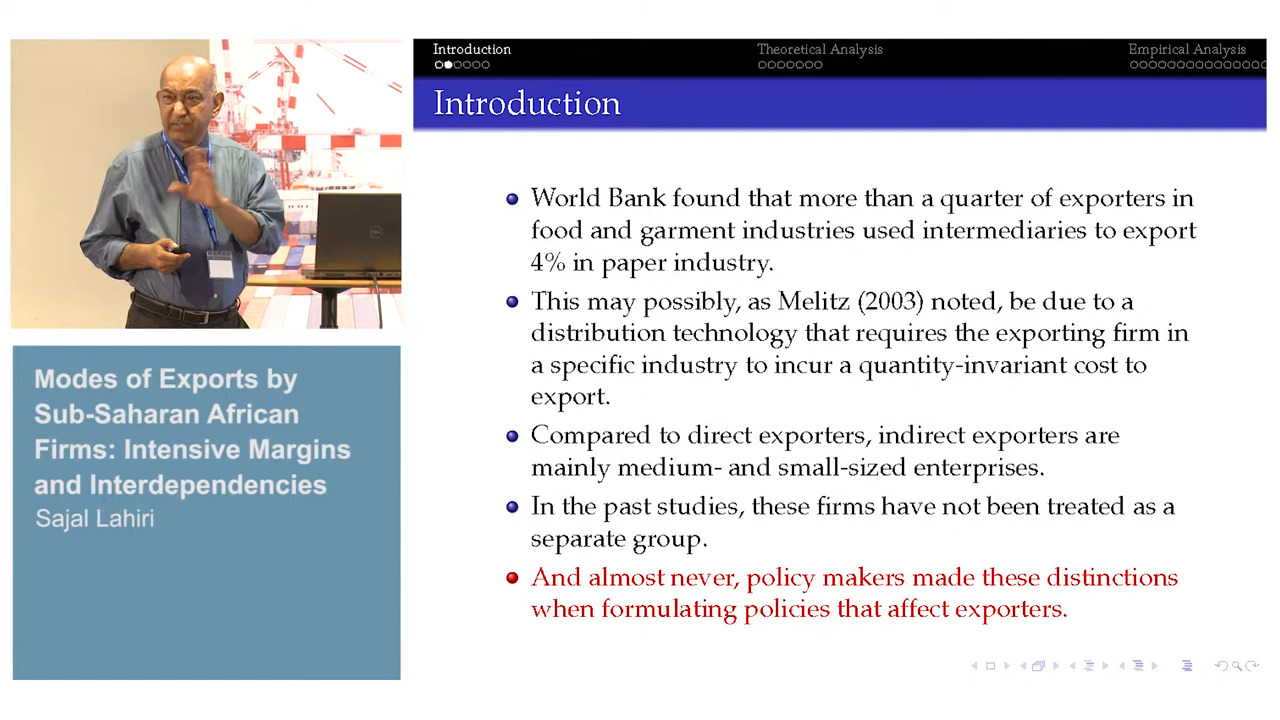 Introduction
Theoretical Analysis
Empirical Analysis
Introduction
World Bank found that more than a quarter of exporters in
food and garment industries used intermediaries to export
4% in paper industry.
This may possibly, as Melitz (2003) noted, be due to a
distribution technology that requires the exporting firm in
a specific industry to incur a quantity-invariant cost to
export.
Compared to direct exporters, indirect exporters are
mainly medium- and small-sized enterprises.
In the past studies, these firms have not been treated as a
separate group.
And almost never, policy makers made these distinctions
when formulating policies that affect exporters.
Modes of Exports by
Sub-Saharan African
Firms: Intensive Margins
and Interdependencies
Sajal Lahiri